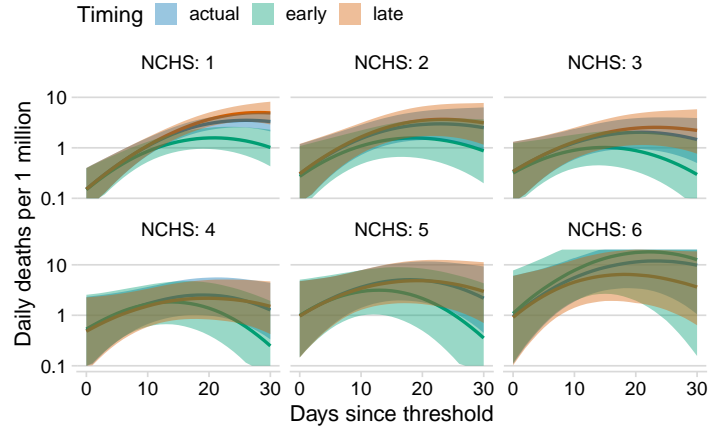 Timing actual early late
NCHS: 1 NCHS: 2 NCHS: 3
10
1
0.1
NCHS: 4 NCHS: 5 NCHS: 6
10
1
0.1
0 10 20 30 0 10 20 30 0 10 20 30
Days since threshold
Daily deaths per 1 million